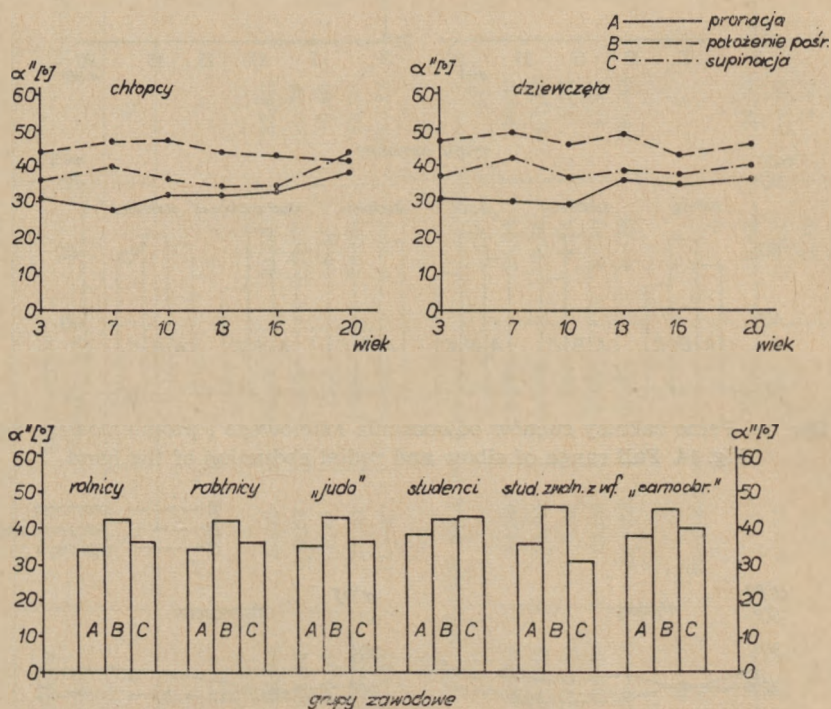 A pronacja
B położenie pośr.
C supinacja
α"[°]
chłopcy
60
50
40
30
20
10
0
3 7 10 13 16 20
wiek
α"[°]
dziewczęta
60
50
40
30
20
10
0
3 7 10 13 16 20
wiek
α"[°] α"[°]
60 60
rolnicy robotnicy „judo" studenci stud. zwoln. z wf. „samoobr."
50 50
40 40
30 30
20 20
10 10
A B C A B C A B C A B C A B C A B C
0 0
grupy zawodowe